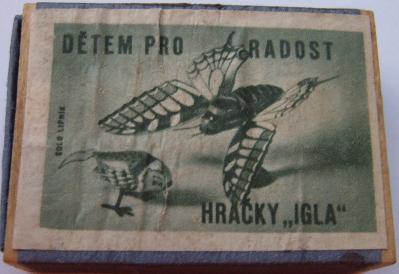 DĚTEM PRO RADOST
SOLO LIPNÍK
HRAČKY „IGLA"